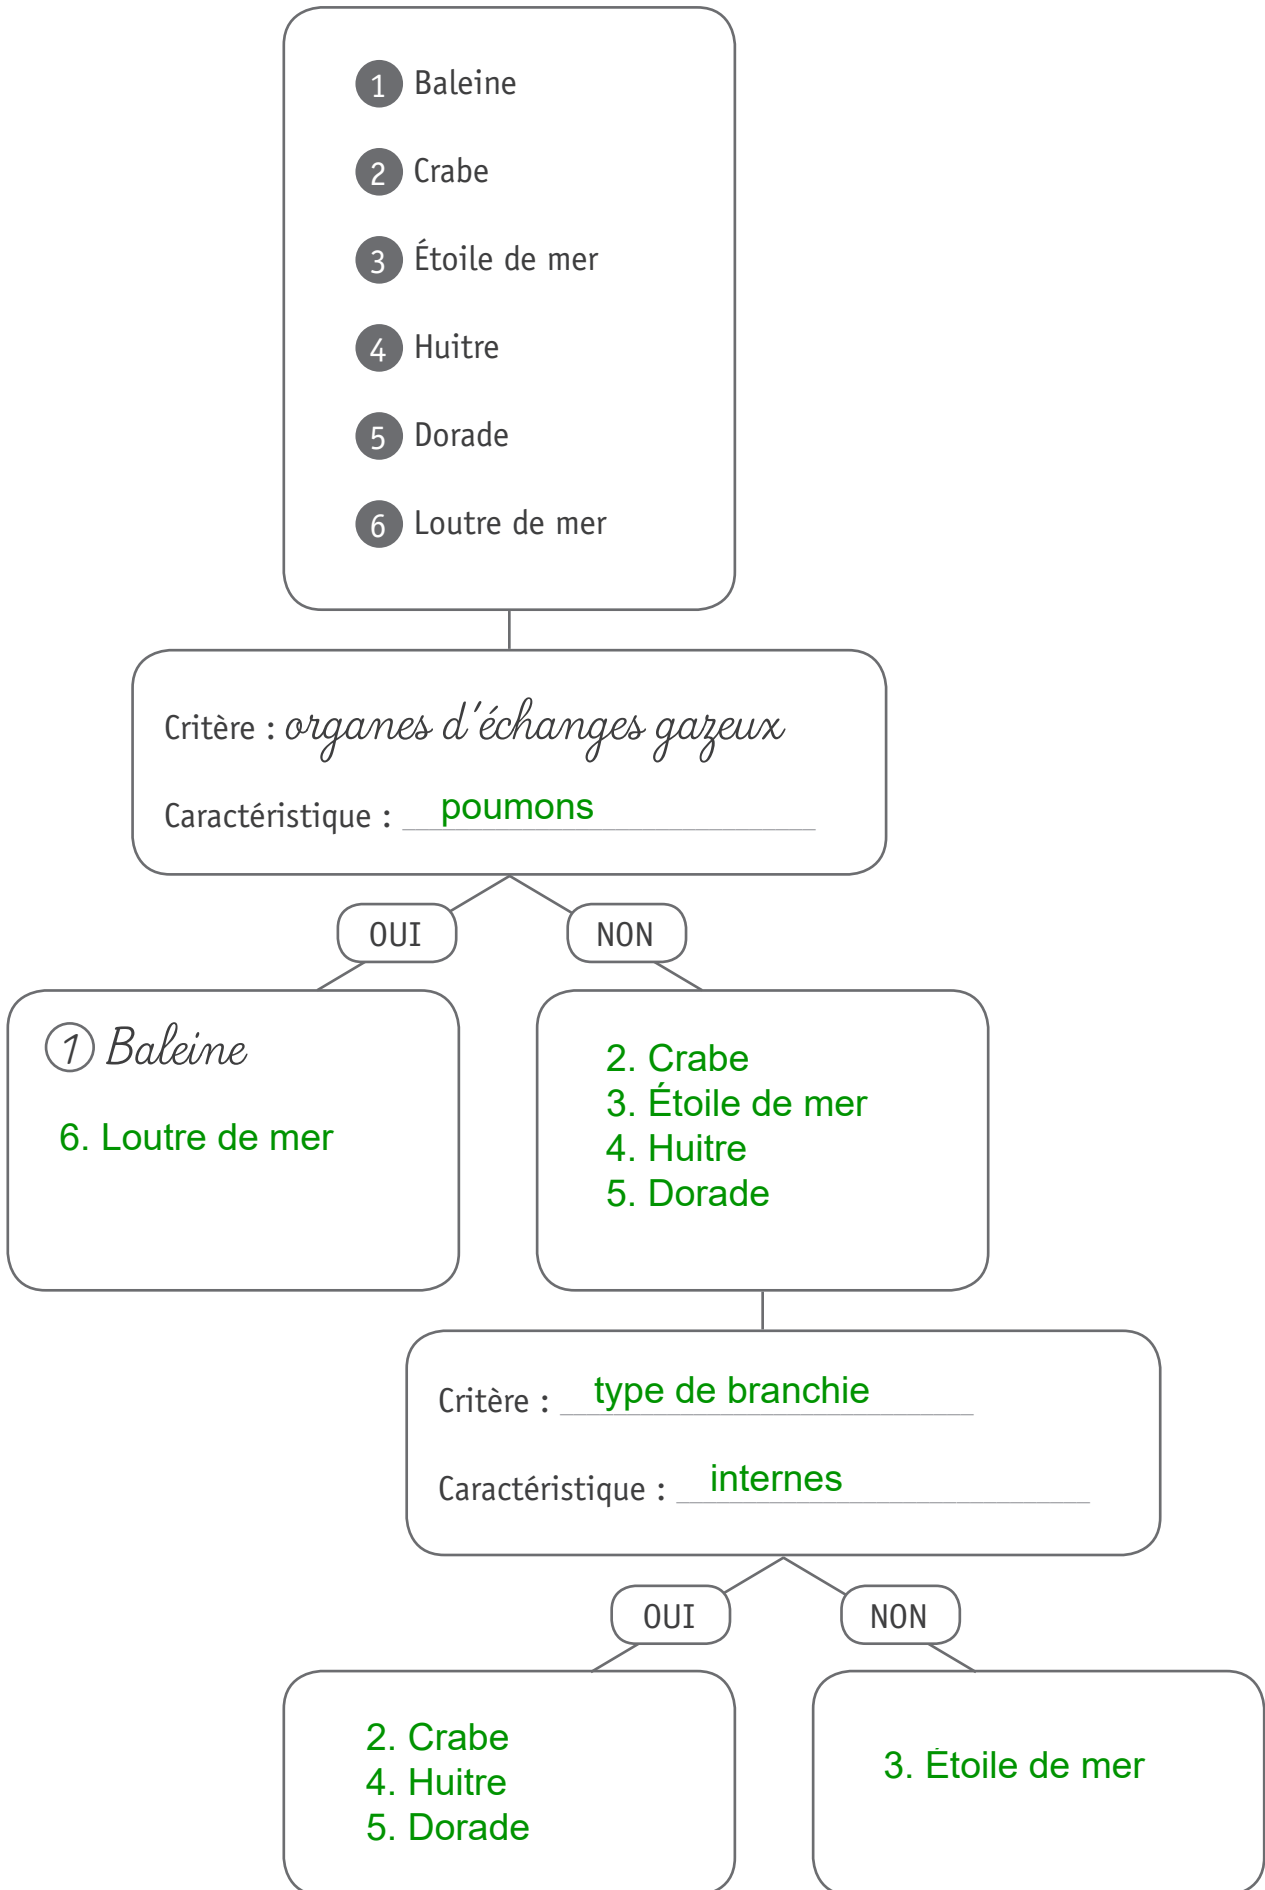 1 Baleine
2 Crabe
3 Étoile de mer
4 Huitre
5 Dorade
6 Loutre de mer
Critère : organes d'échanges gazeux
Caractéristique : poumons
OUI
NON
1 Baleine
6. Loutre de mer
2. Crabe
3. Étoile de mer
4. Huitre
5. Dorade
Critère : type de branchie
Caractéristique : internes
OUI
NON
2. Crabe
4. Huitre
5. Dorade
3. Étoile de mer